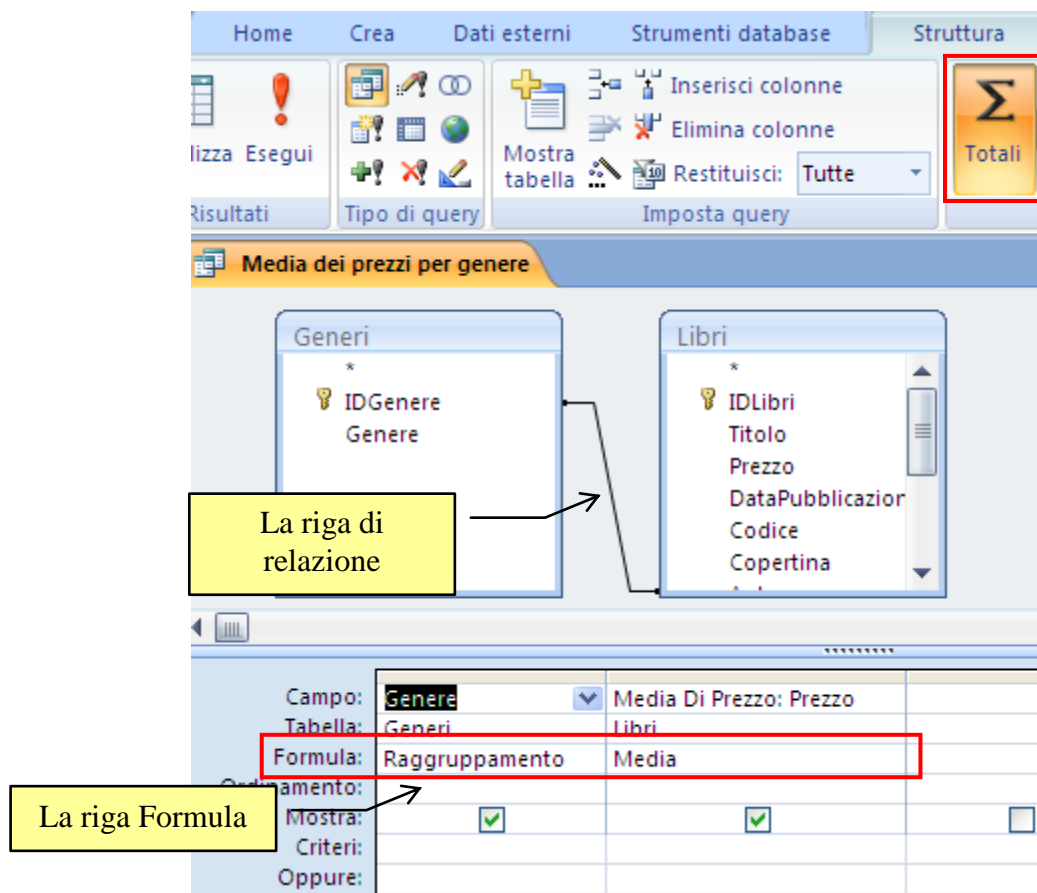 Home Crea Dati esterni Strumenti database Struttura
Inserisci colonne
Elimina colonne
lizza Esegui Mostra tabella Restituisci: Tutte Totali
Risultati Tipo di query Imposta query
Media dei prezzi per genere
Generi
*
IDGenere
Genere
Libri
*
IDLibri
Titolo
Prezzo
DataPubblicazion
Codice
Copertina
La riga di
relazione
Campo: Genere Media Di Prezzo: Prezzo
Tabella: Generi Libri
Formula: Raggruppamento Media
Ordinamento:
Mostra:
Criteri:
Oppure:
La riga Formula